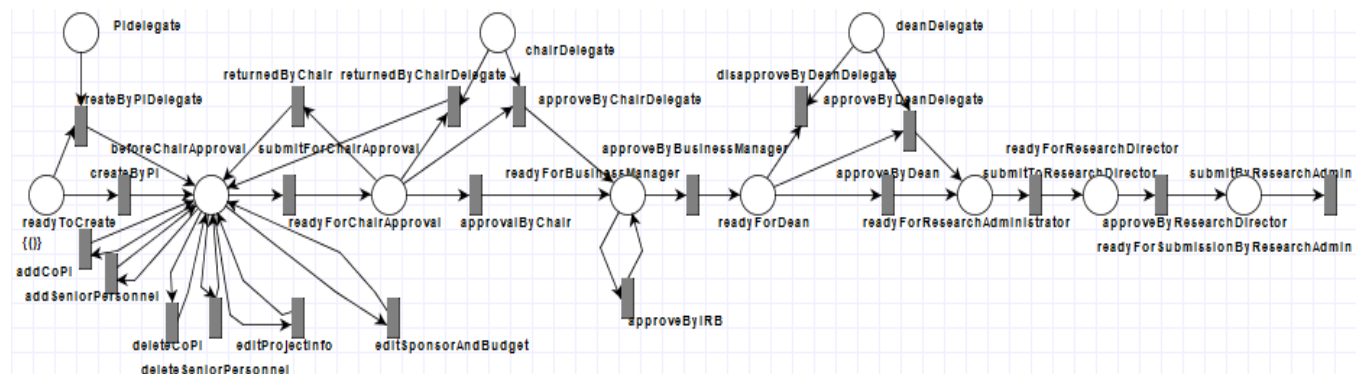 PIdelegate
chairDelegate
deanDelegate
returnedByChair
returnedByChairDelegate
disapproveByDeanDelegate
createByPIDelegate
approveByChairDelegate
approveByDeanDelegate
beforeChairApproval
submitForChairApproval
approveByBusinessManager
readyForResearchDirector
createByPI
readyForBusinessManager
approveByDean
submitToResearchDirector
submitByResearchAdmin
readyToCreate
readyForChairApproval
approvalByChair
readyForDean
readyForResearchAdministrator
approveByResearchDirector
{()}
readyForSubmissionByResearchAdmin
addCoPI
addSeniorPersonnel
approveByIRB
deleteCoPI
editProjectInfo
editSponsorAndBudget
deleteSeniorPersonnel